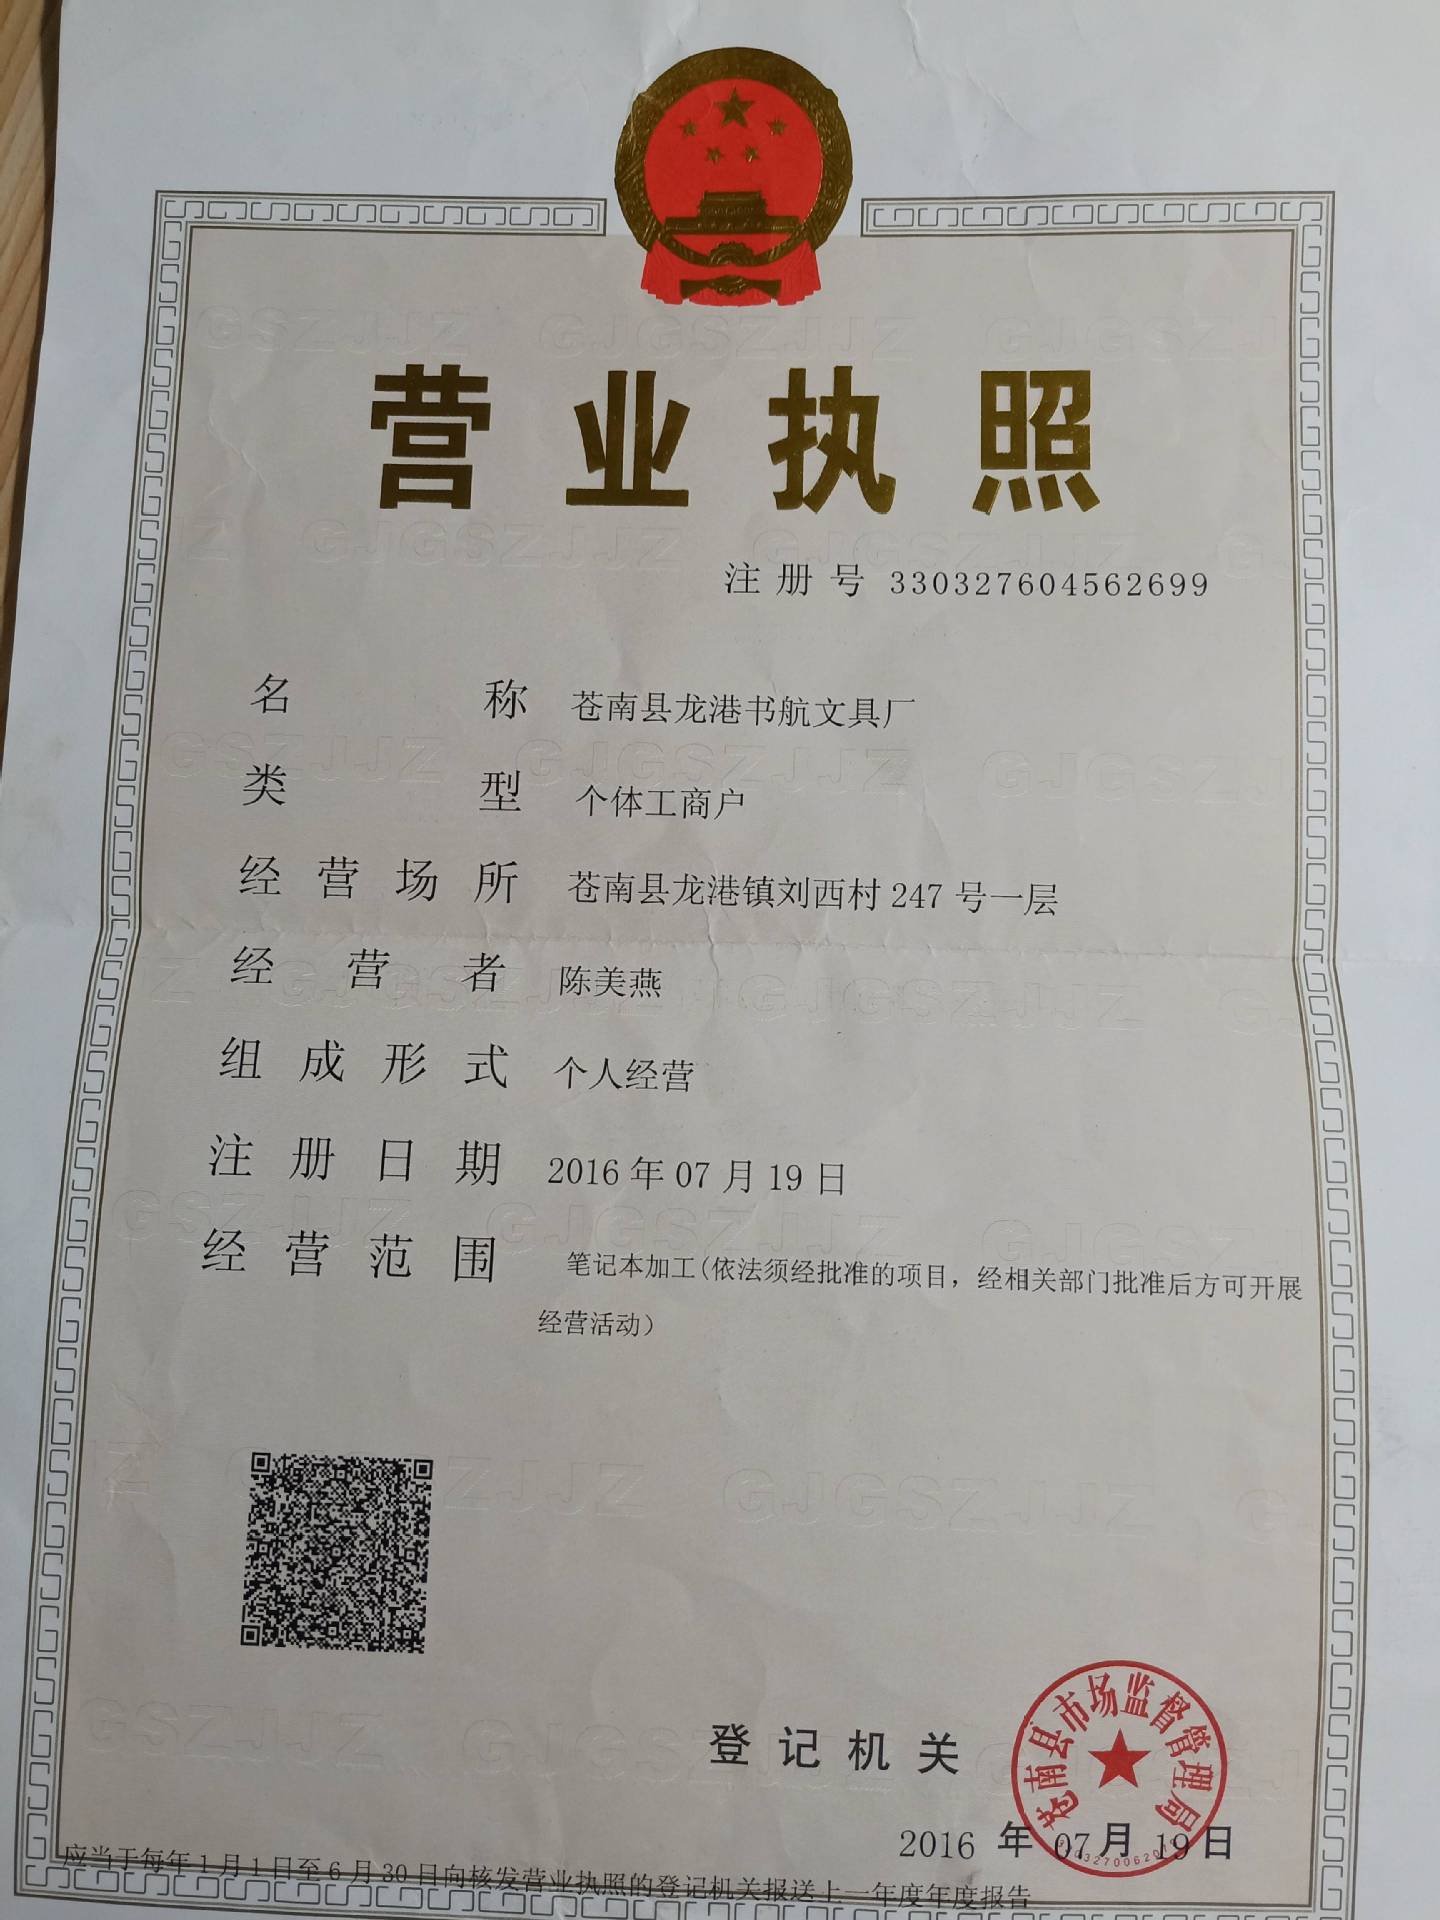 营业执照
注册号 330327604562699
名称 苍南县龙港书航文具厂
类型 个体工商户
经营场所 苍南县龙港镇刘西村247号一层
经营者 陈美燕
组成形式 个人经营
注册日期 2016年07月19日
经营范围 笔记本加工(依法须经批准的项目，经相关部门批准后方可开展
经营活动)
登记机关
苍南县市场监督管理局
2016年07月19日
应当于每年1月1日至6月30日向核发营业执照的登记机关报送上一年度年度报告
GJGSZJJZ